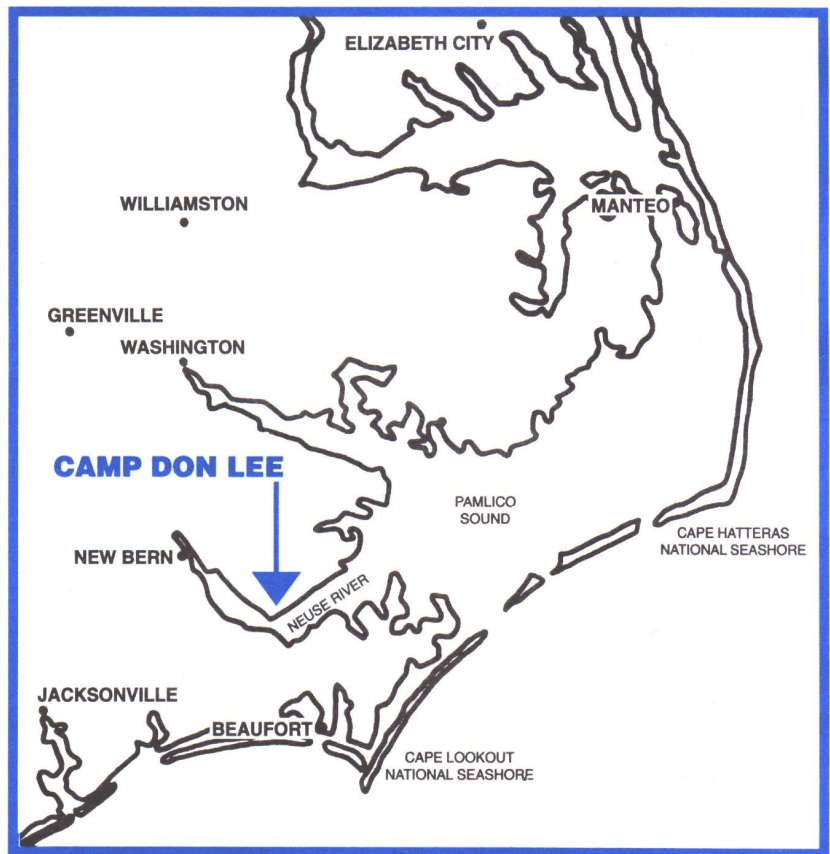 ELIZABETH CITY
WILLIAMSTON
MANTEO
GREENVILLE
WASHINGTON
CAMP DON LEE
PAMLICO
SOUND
CAPE HATTERAS
NATIONAL SEASHORE
NEW BERN
NEUSE RIVER
JACKSONVILLE
BEAUFORT
CAPE LOOKOUT
NATIONAL SEASHORE